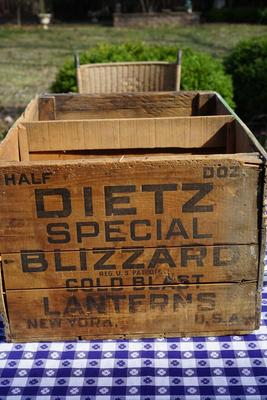 HALF DOZ.
DIETZ
SPECIAL
BLIZZARD
REG. U.S. PAT. OFF.
COLD BLAST
LANTERNS
NEW YORK, U.S.A.